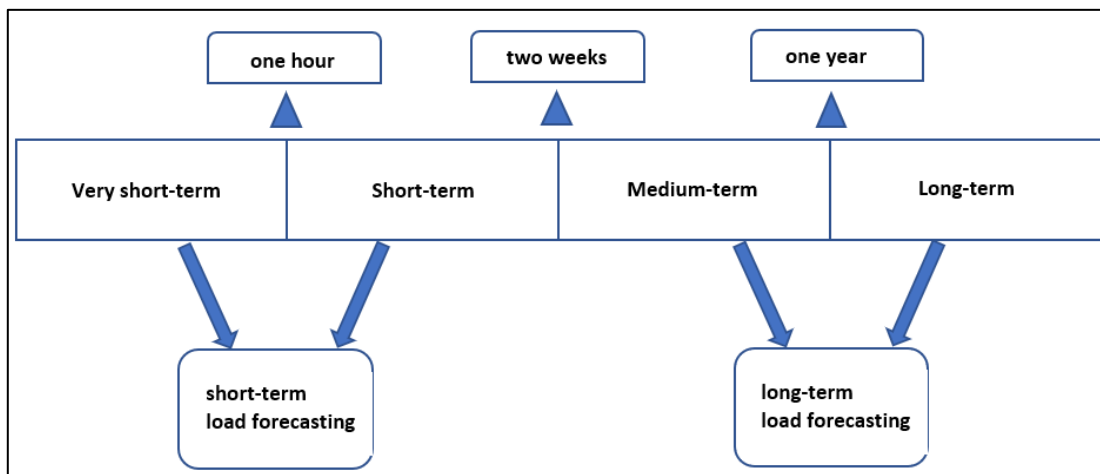 one hour
two weeks
one year
Very short-term
Short-term
Medium-term
Long-term
short-term
load forecasting
long-term
load forecasting